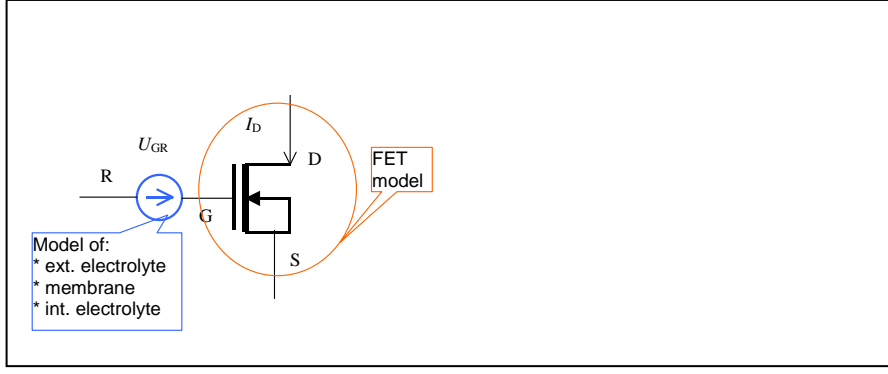 I_D
U_GR
D
FET
model
R
G
S
Model of:
* ext. electrolyte
* membrane
* int. electrolyte